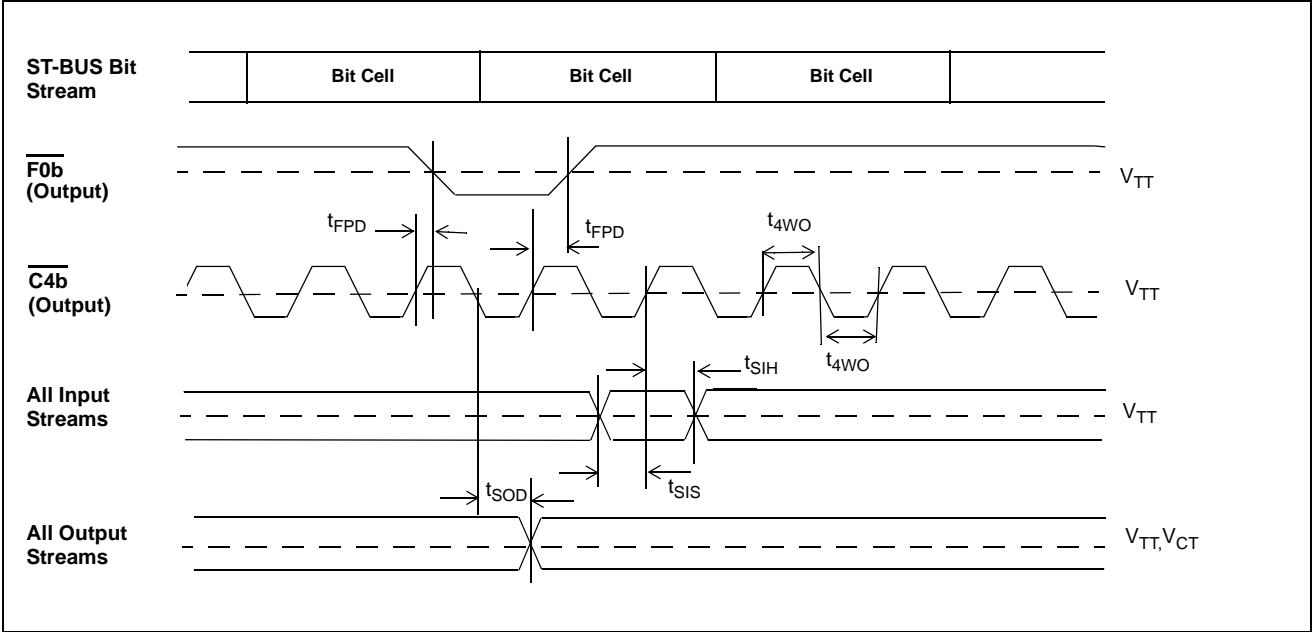 ST-BUS Bit
Stream
Bit Cell
Bit Cell
Bit Cell
F0b
(Output)
VTT
tFPD
tFPD
t4WO
C4b
(Output)
VTT
t4WO
tSIH
All Input
Streams
VTT
tSIS
tSOD
All Output
Streams
VTT,VCT